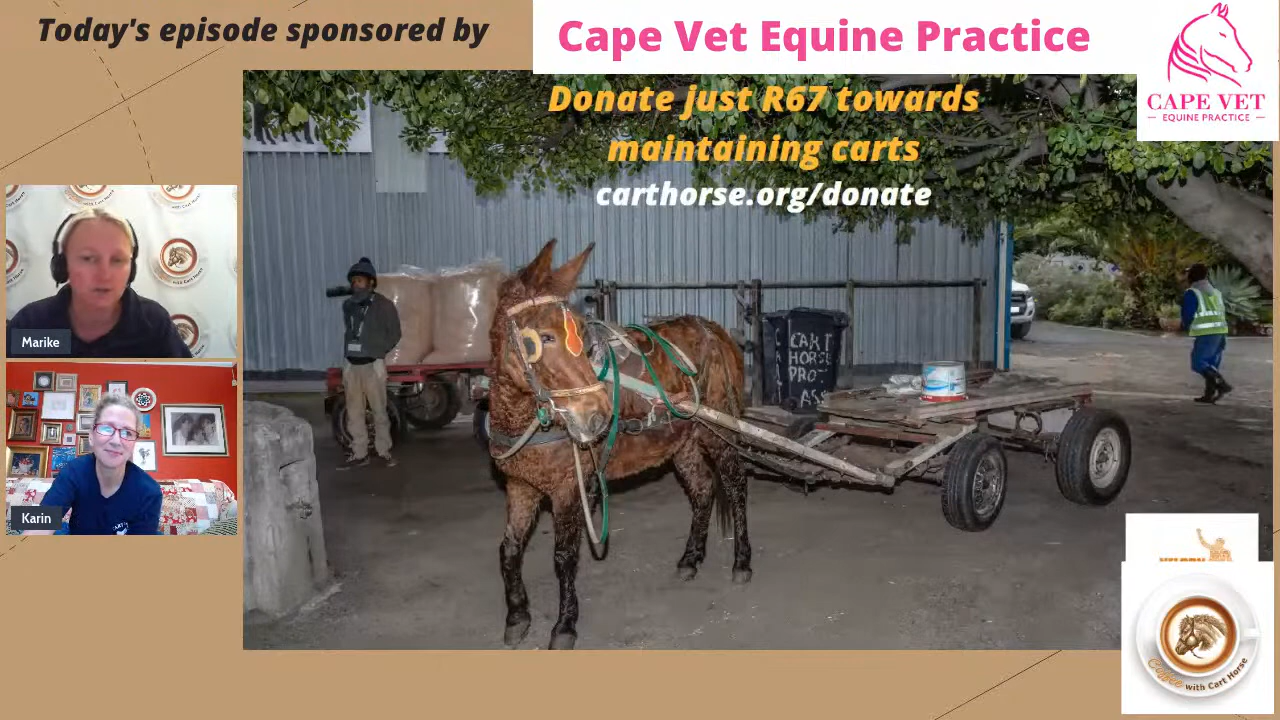 Today's episode sponsored by
Cape Vet Equine Practice
CAPE VET
EQUINE PRACTICE
Donate just R67 towards
maintaining carts
carthorse.org/donate
Marike
Karin
CART
HORSE
PROT
ASS
Coffee with Cart Horse